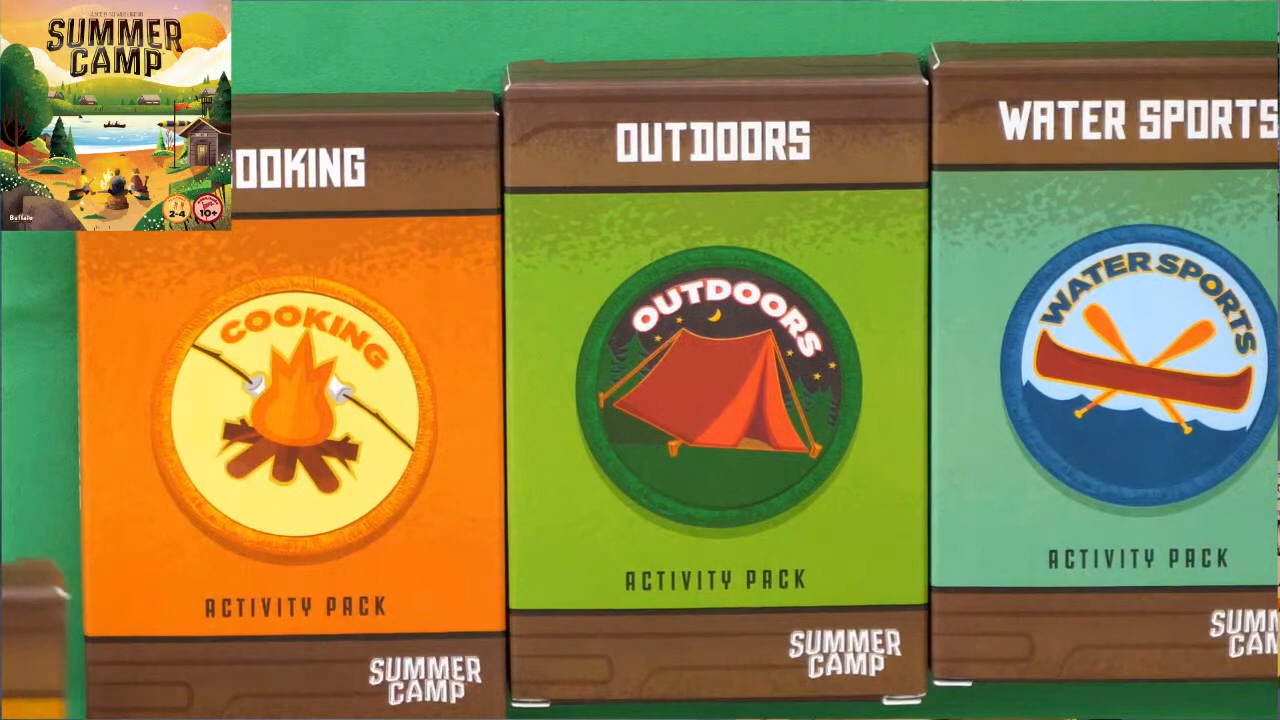 SUMMER
CAMP
Buffalo
2-4
10+
OOKING
COOKING
ACTIVITY PACK
SUMMER
CAMP
OUTDOORS
OUTDOORS
ACTIVITY PACK
SUMMER
CAMP
WATER SPORTS
WATER SPORTS
ACTIVITY PACK
SUMM
CAM